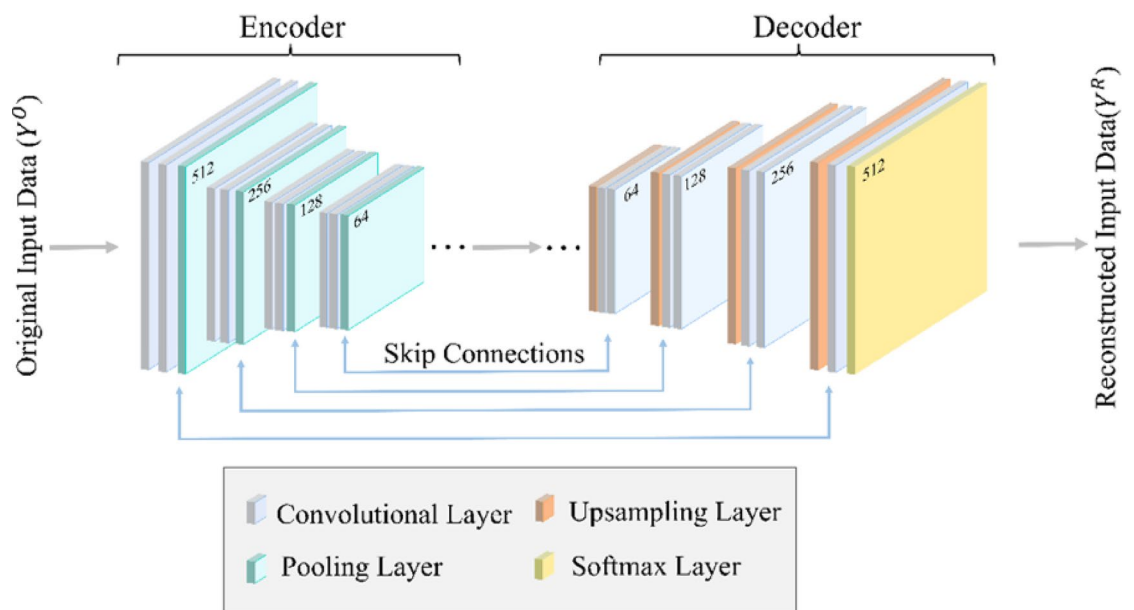 Encoder
Decoder
Original Input Data (Y^O)
512
256
128
64
...
...
64
128
256
512
Reconstructed Input Data(Y^R)
Skip Connections
Convolutional Layer
Upsampling Layer
Pooling Layer
Softmax Layer